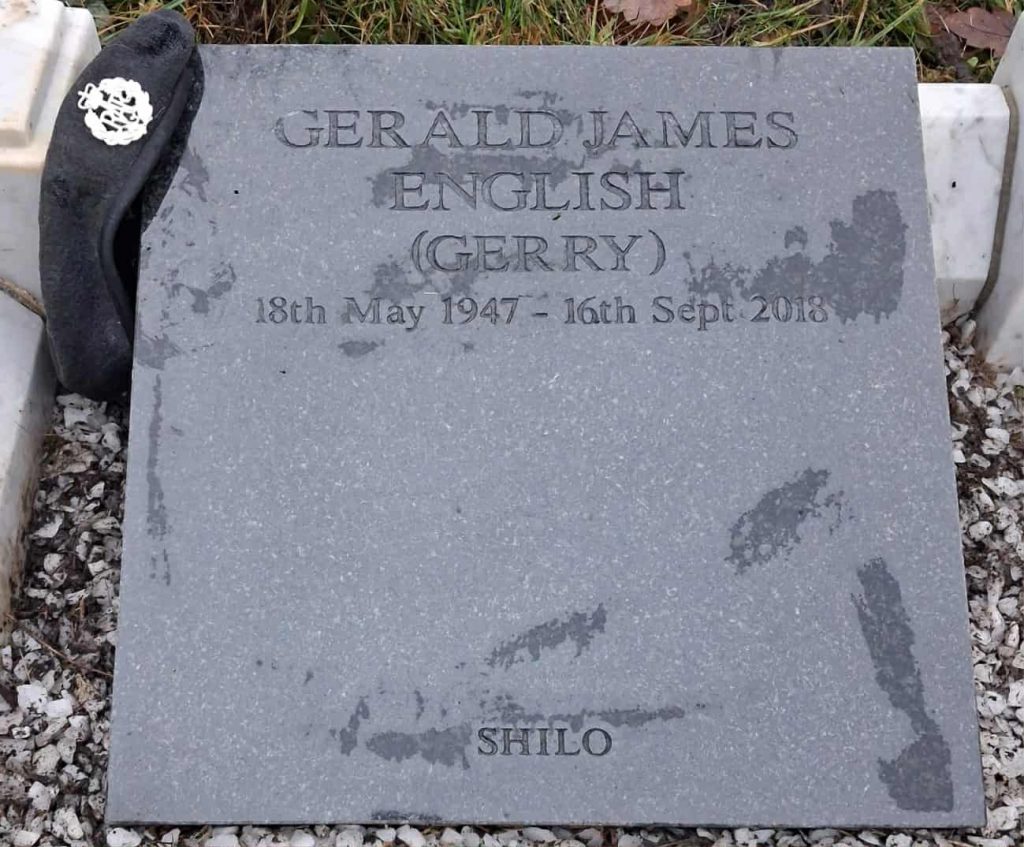 GERALD JAMES
ENGLISH
(GERRY)
18th May 1947 - 16th Sept 2018
SHILO